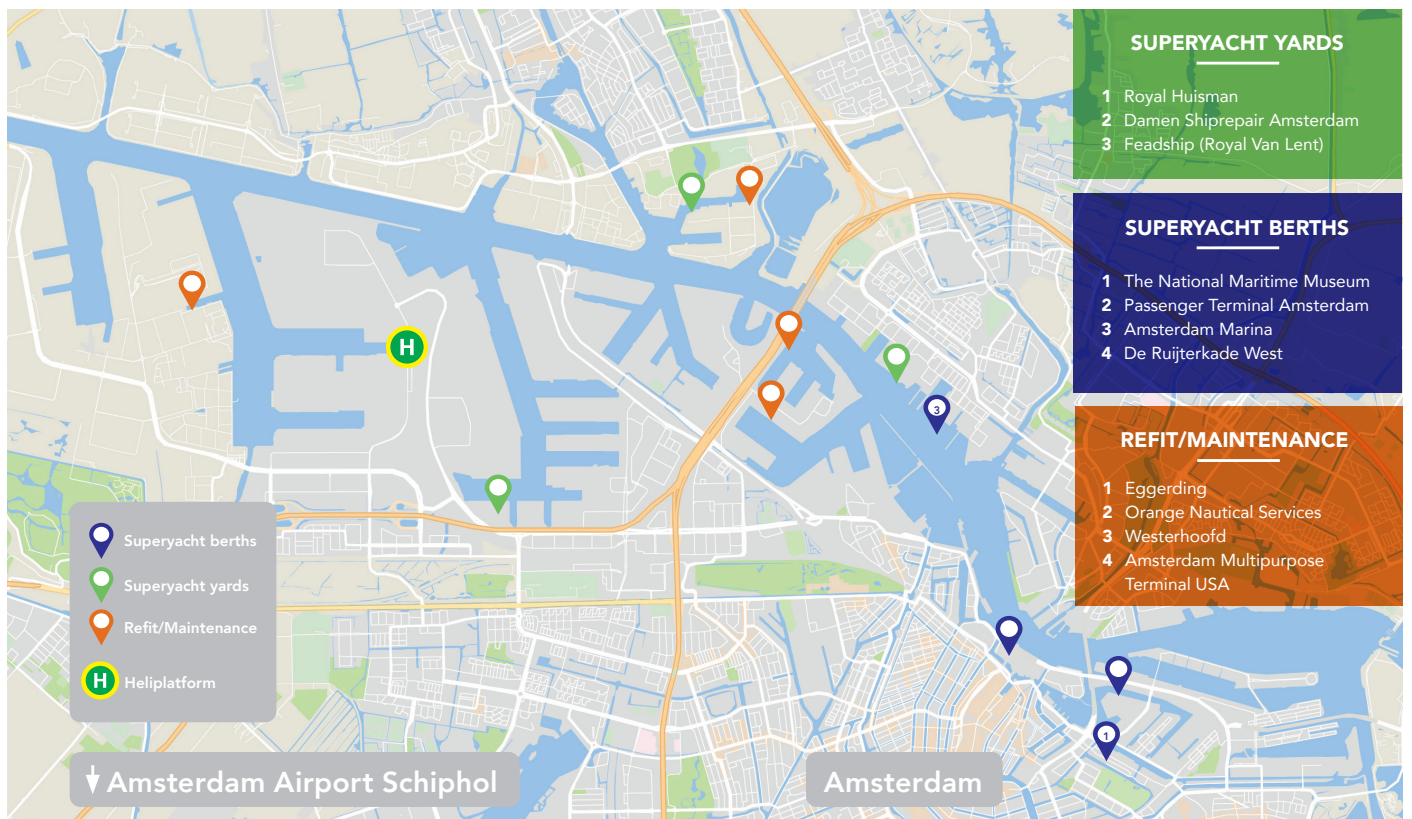 SUPERYACHT YARDS
1 Royal Huisman
2 Damen Shiprepair Amsterdam
3 Feadship (Royal Van Lent)
SUPERYACHT BERTHS
1 The National Maritime Museum
2 Passenger Terminal Amsterdam
3 Amsterdam Marina
4 De Ruijterkade West
REFIT/MAINTENANCE
1 Eggerding
2 Orange Nautical Services
3 Westerhoofd
4 Amsterdam Multipurpose
Terminal USA
H
3
Superyacht berths
Superyacht yards
Refit/Maintenance
H Heliplatform
1
Amsterdam Airport Schiphol
Amsterdam